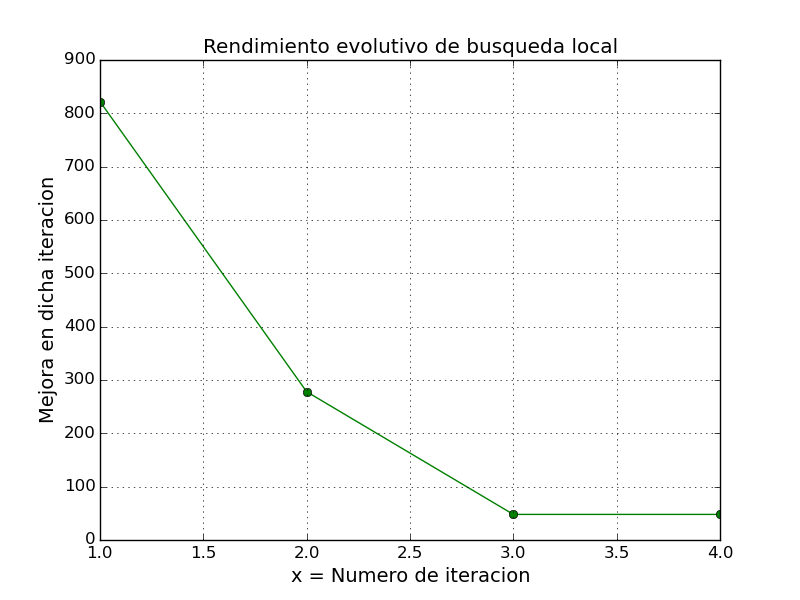 Rendimiento evolutivo de busqueda local
900
800
700
600
500
400
300
200
100
0
Mejora en dicha iteracion
1.0 1.5 2.0 2.5 3.0 3.5 4.0
x = Numero de iteracion